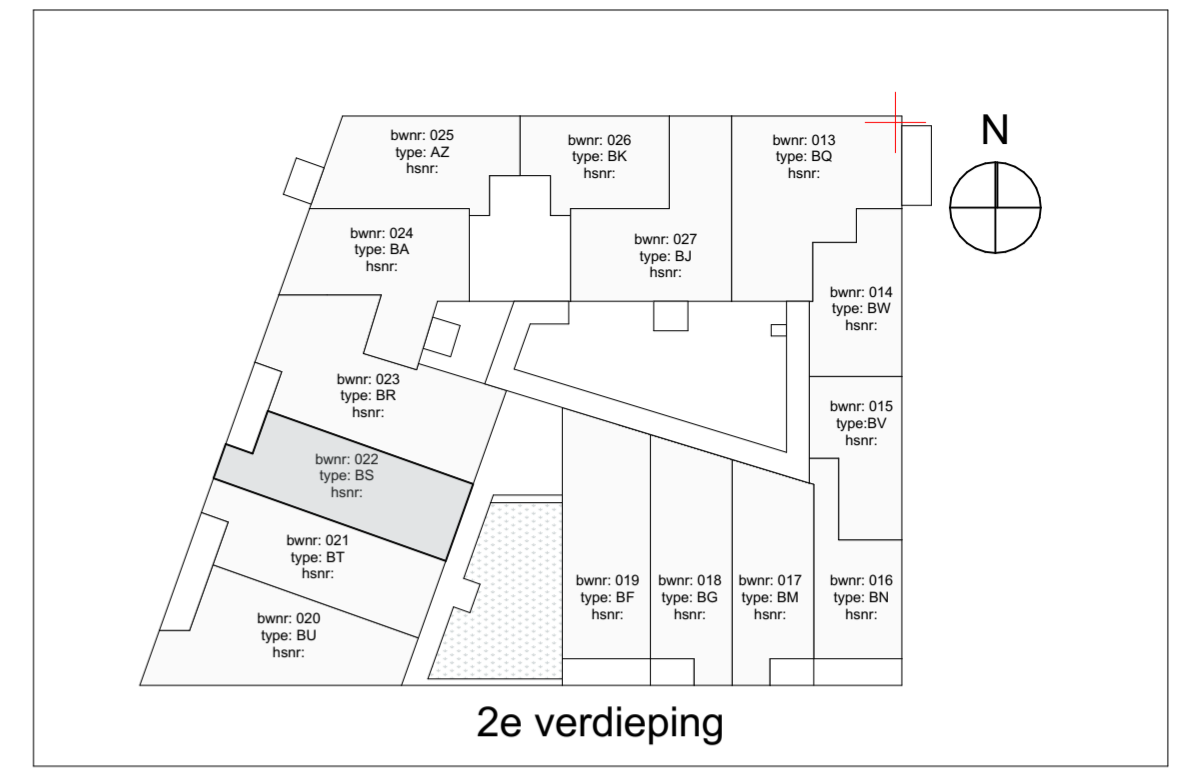 N
bwnr: 025
type: AZ
hsnr:
bwnr: 026
type: BK
hsnr:
bwnr: 013
type: BQ
hsnr:
bwnr: 024
type: BA
hsnr:
bwnr: 027
type: BJ
hsnr:
bwnr: 014
type: BW
hsnr:
bwnr: 023
type: BR
hsnr:
bwnr: 015
type:BV
hsnr:
bwnr: 022
type: BS
hsnr:
bwnr: 021
type: BT
hsnr:
bwnr: 019
type: BF
hsnr:
bwnr: 018
type: BG
hsnr:
bwnr: 017
type: BM
hsnr:
bwnr: 016
type: BN
hsnr:
bwnr: 020
type: BU
hsnr:
2e verdieping